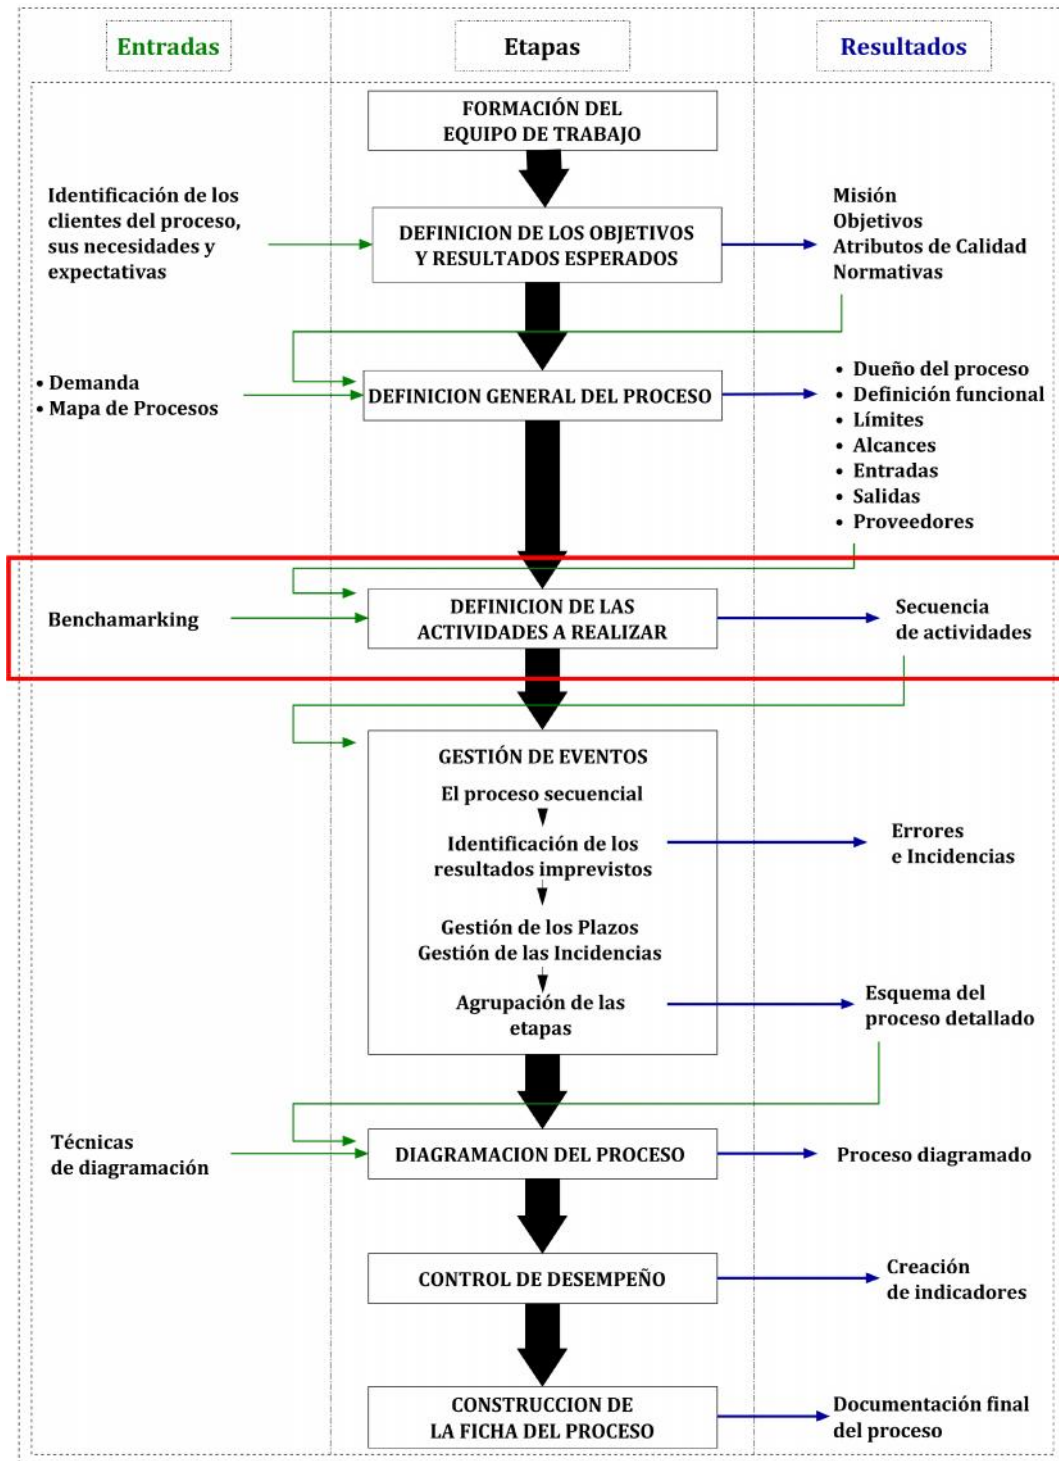 Entradas
Etapas
Resultados
FORMACIÓN DEL
EQUIPO DE TRABAJO
Identificación de los
clientes del proceso,
sus necesidades y
expectativas
DEFINICION DE LOS OBJETIVOS
Y RESULTADOS ESPERADOS
Misión
Objetivos
Atributos de Calidad
Normativas
• Demanda
• Mapa de Procesos
DEFINICION GENERAL DEL PROCESO
• Dueño del proceso
• Definición funcional
• Límites
• Alcances
• Entradas
• Salidas
• Proveedores
Benchamarking
DEFINICION DE LAS
ACTIVIDADES A REALIZAR
Secuencia
de actividades
GESTIÓN DE EVENTOS
El proceso secuencial
Identificación de los
resultados imprevistos
Errores
e Incidencias
Gestión de los Plazos
Gestión de las Incidencias
Agrupación de las
etapas
Esquema del
proceso detallado
Técnicas
de diagramación
DIAGRAMACION DEL PROCESO
Proceso diagramado
CONTROL DE DESEMPEÑO
Creación
de indicadores
CONSTRUCCION DE
LA FICHA DEL PROCESO
Documentación final
del proceso